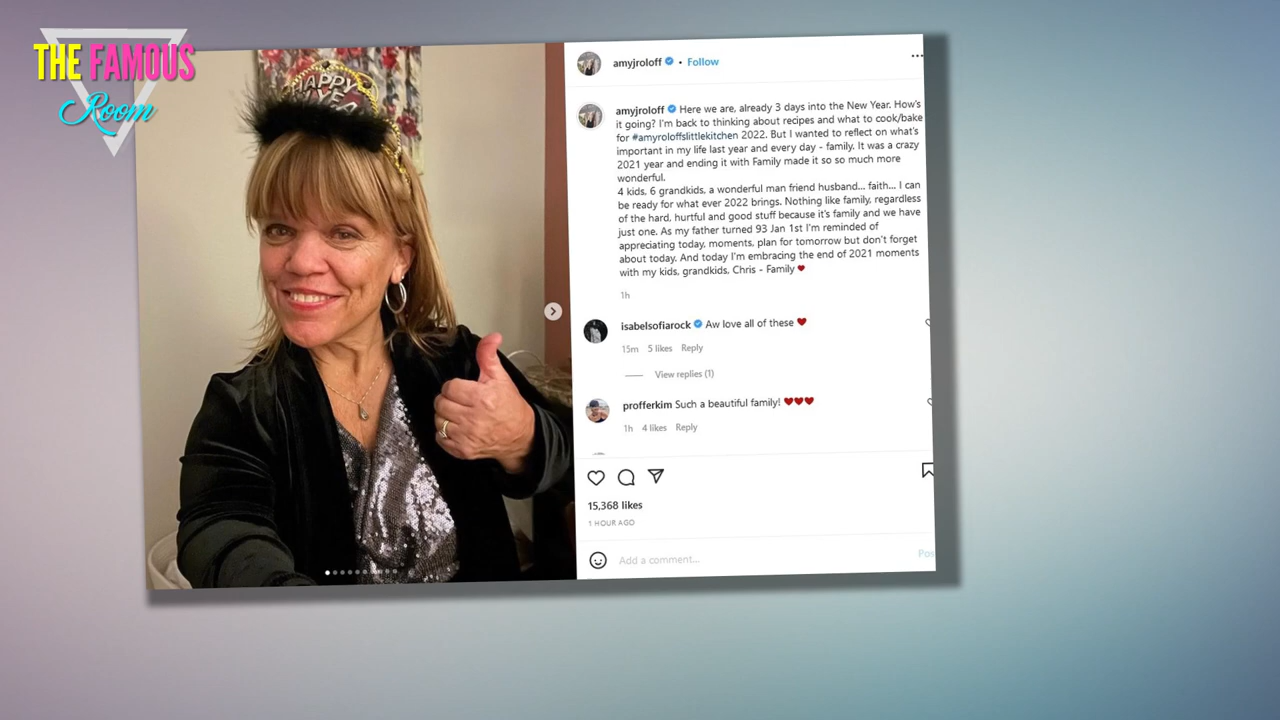 THE FAMOUS
Room
HAPPY
YEA
amyjroloff • Follow
amyjroloff Here we are, already 3 days into the New Year. How's
it going? I'm back to thinking about recipes and what to cook/bake
for #amyroloffslittlekitchen 2022. But I wanted to reflect on what's
important in my life last year and every day - family. It was a crazy
2021 year and ending it with Family made it so so much more
wonderful.
4 kids, 6 grandkids, a wonderful man friend husband... faith... I can
be ready for what ever 2022 brings. Nothing like family, regardless
of the hard, hurtful and good stuff because it's family and we have
just one. As my father turned 93 Jan 1st I'm reminded of
appreciating today, moments, plan for tomorrow but don't forget
about today. And today I'm embracing the end of 2021 moments
with my kids, grandkids, Chris - Family ❤
1h
isabelsofiarock Aw love all of these ❤
15m 5 likes Reply
View replies (1)
profferkim Such a beautiful family! ❤❤❤
1h 4 likes Reply
15,368 likes
1 HOUR AGO
Add a comment... Pos